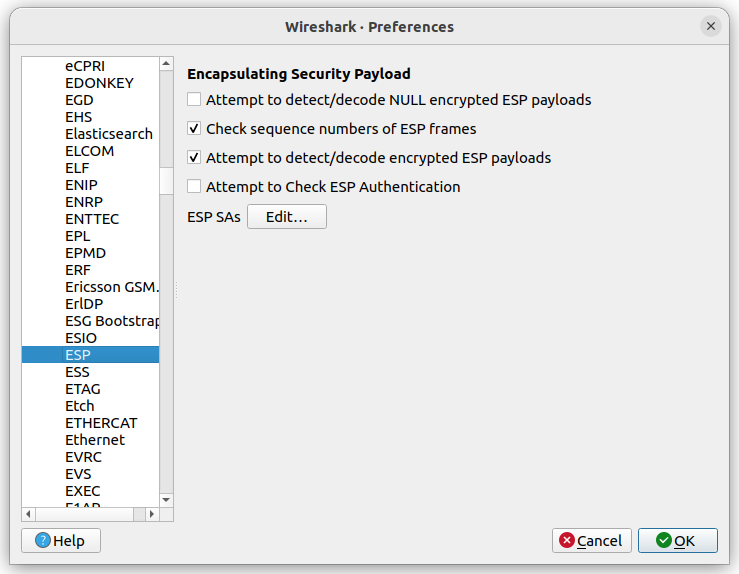 Wireshark · Preferences
eCPRI
EDONKEY
EGD
EHS
Elasticsearch
ELCOM
ELF
ENIP
ENRP
ENTTEC
EPL
EPMD
ERF
Ericsson GSM.
ErlDP
ESG Bootstrap
ESIO
ESP
ESS
ETAG
Etch
ETHERCAT
Ethernet
EVRC
EVS
EXEC
Encapsulating Security Payload
Attempt to detect/decode NULL encrypted ESP payloads
Check sequence numbers of ESP frames
Attempt to detect/decode encrypted ESP payloads
Attempt to Check ESP Authentication
ESP SAs Edit...
Help
Cancel
OK